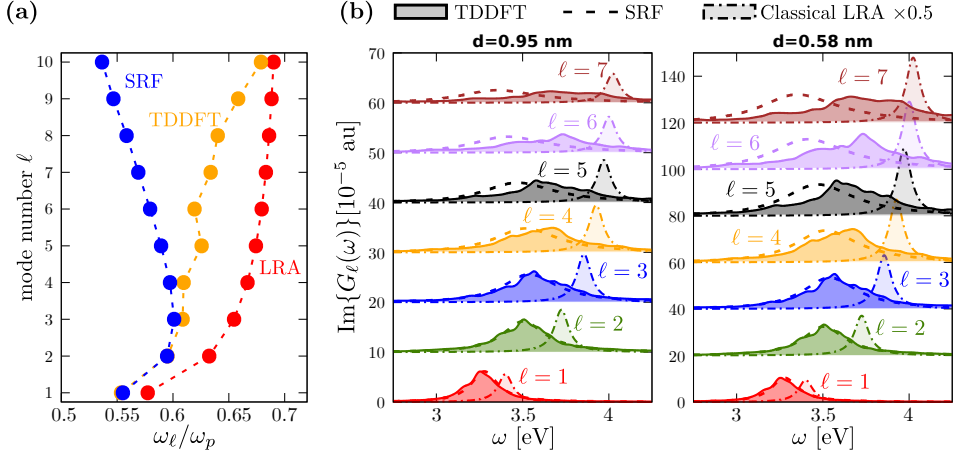 (a)
(b)
TDDFT
SRF
Classical LRA ×0.5
mode number ℓ
10
9
8
7
6
5
4
3
2
1
SRF
TDDFT
LRA
0.5
0.55
0.6
0.65
0.7
ω_ℓ/ω_p
d=0.95 nm
Im{G_ℓ(ω)}[10⁻⁵ au]
70
60
50
40
30
20
10
0
ℓ = 7
ℓ = 6
ℓ = 5
ℓ = 4
ℓ = 3
ℓ = 2
ℓ = 1
3
3.5
4
ω [eV]
d=0.58 nm
140
120
100
80
60
40
20
0
ℓ = 7
ℓ = 6
ℓ = 5
ℓ = 4
ℓ = 3
ℓ = 2
ℓ = 1
3
3.5
4
ω [eV]